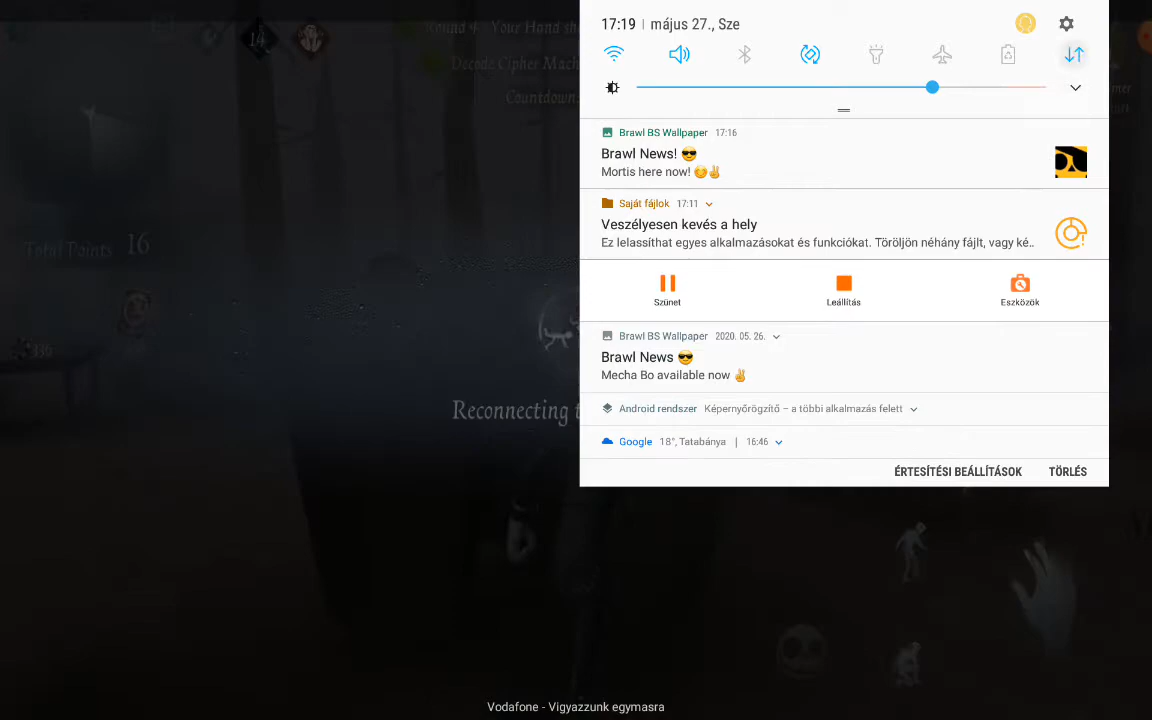 17:19 | május 27., Sze
Brawl BS Wallpaper 17:16
Brawl News! 😎
Mortis here now! 😊✌
Saját fájlok 17:11
Veszélyesen kevés a hely
Ez lelassíthat egyes alkalmazásokat és funkciókat. Töröljön néhány fájlt, vagy ké..
Szünet
Leállítás
Eszközök
Brawl BS Wallpaper 2020. 05. 26.
Brawl News 😎
Mecha Bo available now ✌
Android rendszer Képernyőrögzítő – a többi alkalmazás felett
Google 18°, Tatabánya | 16:46
ÉRTESÍTÉSI BEÁLLÍTÁSOK TÖRLÉS
14
Round 4 Your Hand sh
Decode Cipher Mach
Countdown:
Total Points 16
336
Reconnecting t
Vodafone - Vigyazzunk egymasra